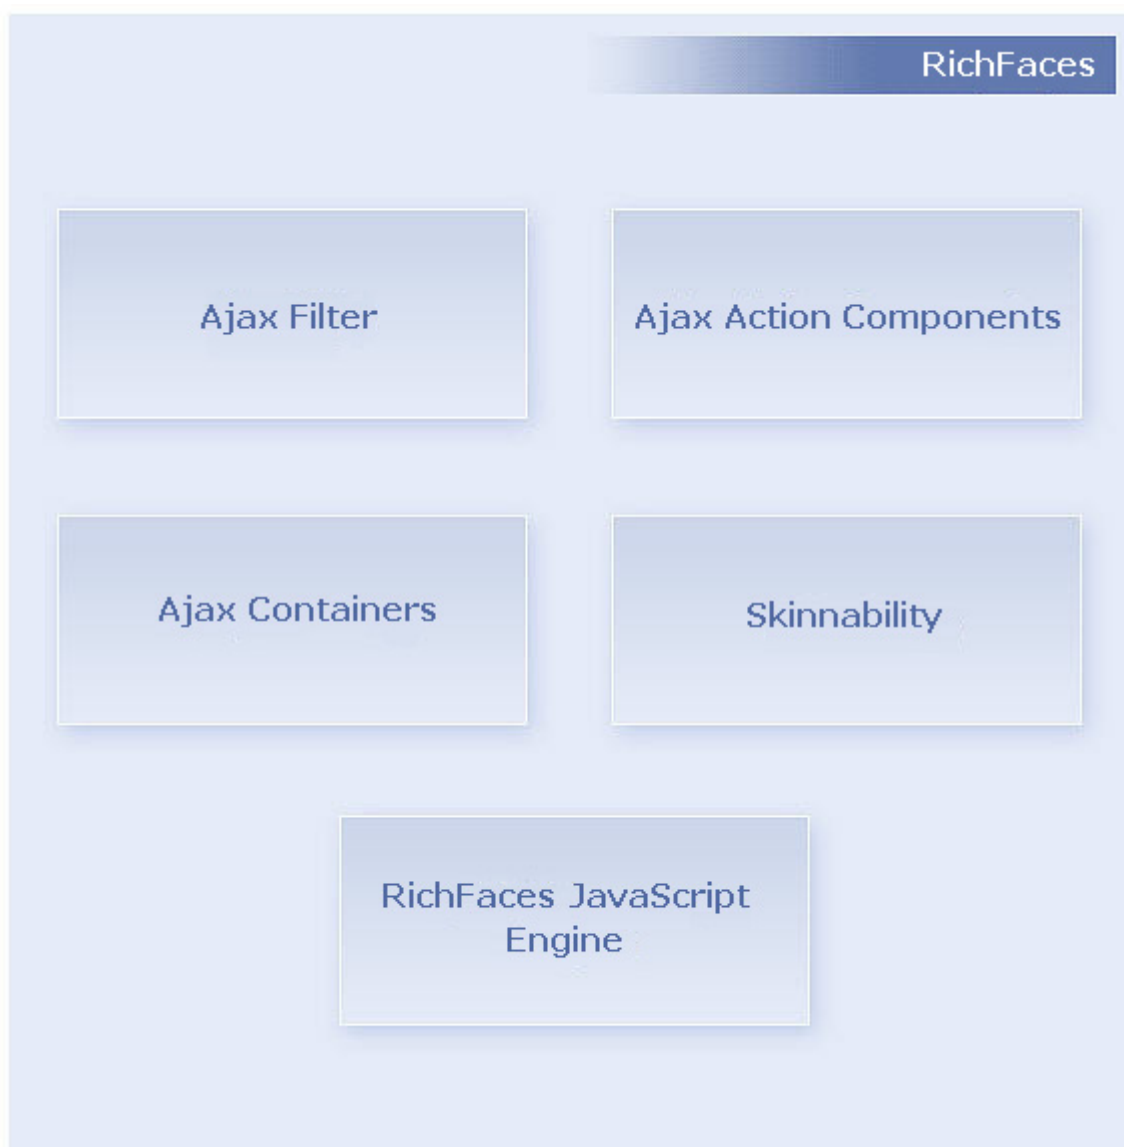 RichFaces
Ajax Filter
Ajax Action Components
Ajax Containers
Skinnability
RichFaces JavaScript
Engine